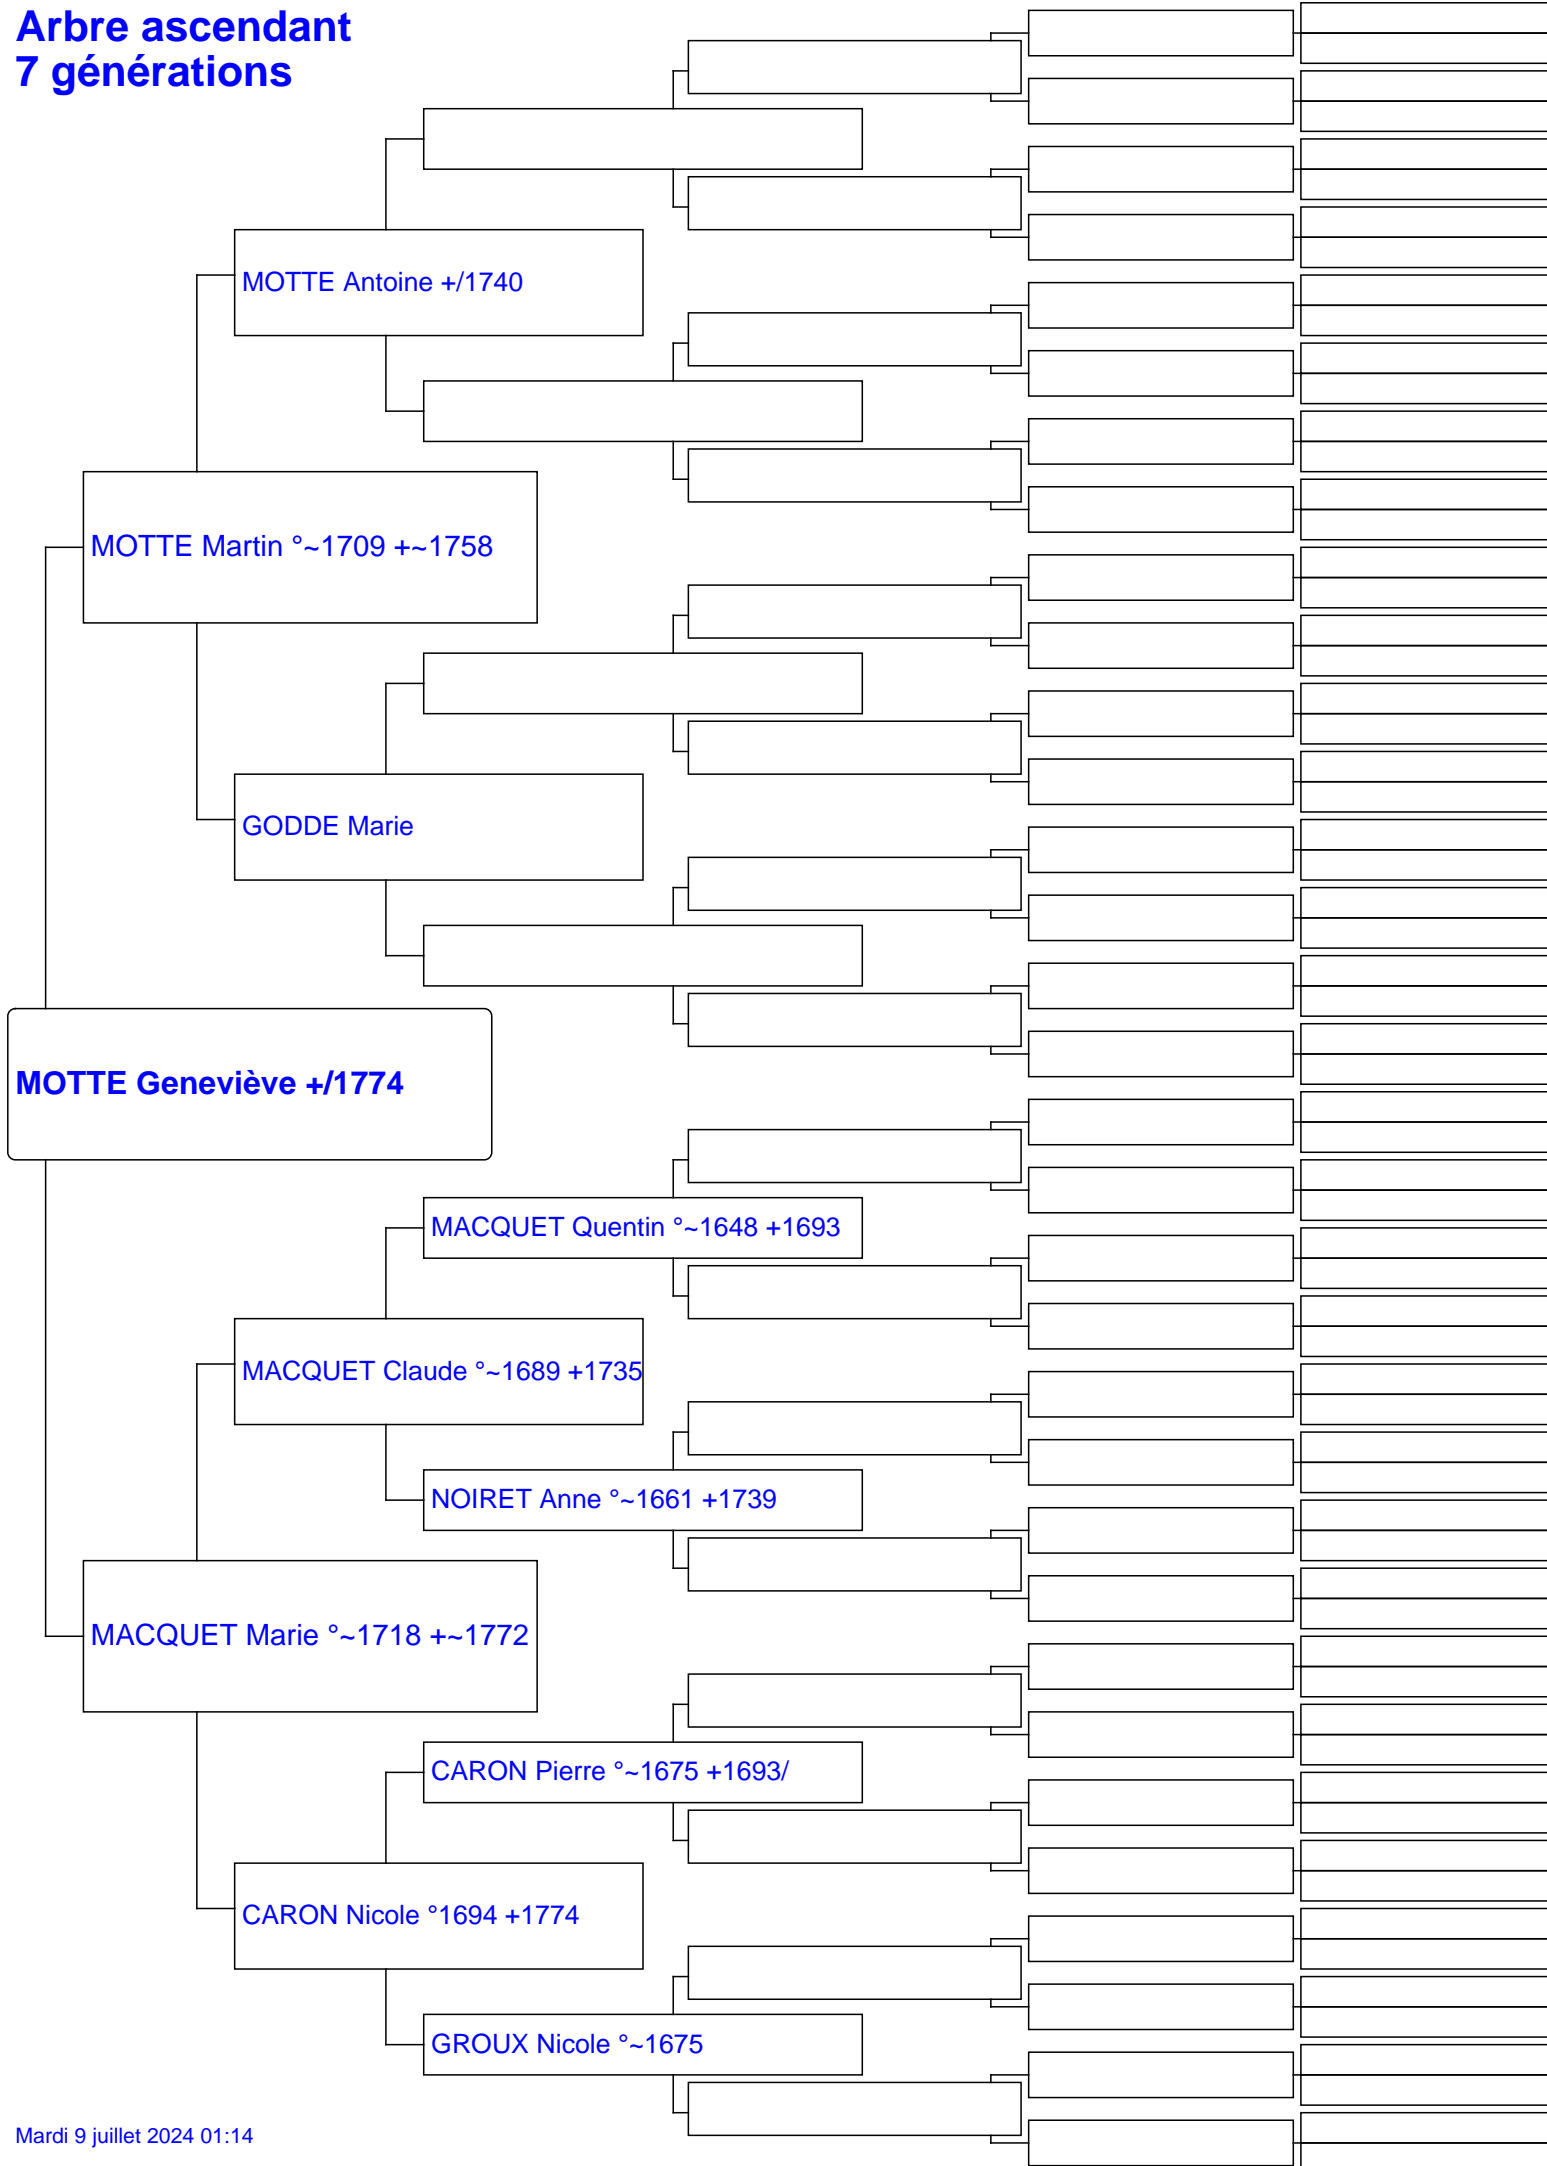 Arbre ascendant
7 générations
MOTTE Antoine +/1740
MOTTE Martin °~1709 +~1758
GODDE Marie
MOTTE Geneviève +/1774
MACQUET Quentin °~1648 +1693
MACQUET Claude °~1689 +1735
NOIRET Anne °~1661 +1739
MACQUET Marie °~1718 +~1772
CARON Pierre °~1675 +1693/
CARON Nicole °1694 +1774
GROUX Nicole °~1675
Mardi 9 juillet 2024 01:14